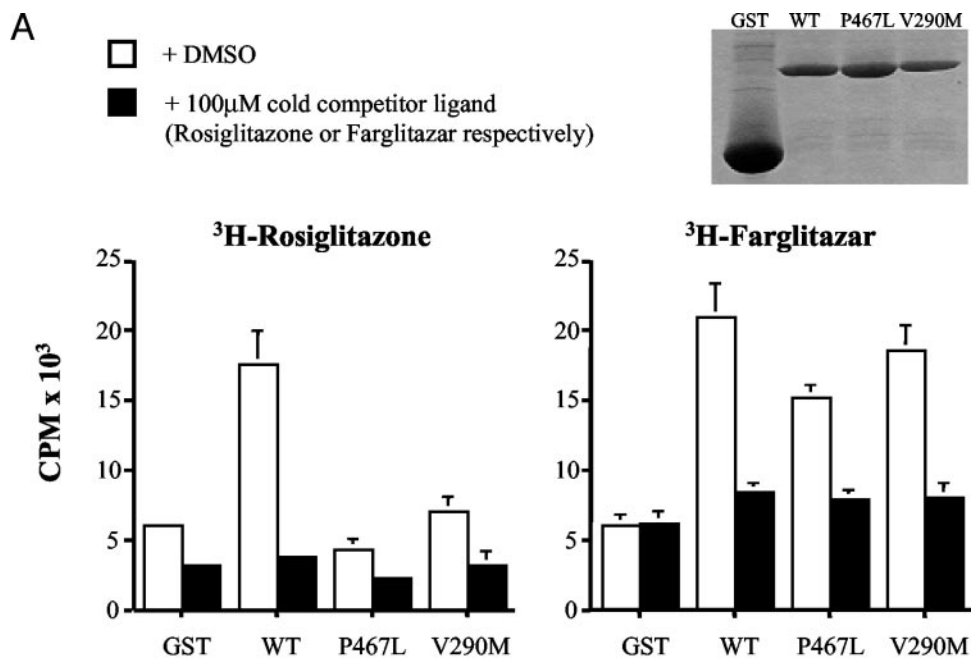 A
+ DMSO
+ 100μM cold competitor ligand
(Rosiglitazone or Farglitazar respectively)
GST WT P467L V290M
³H-Rosiglitazone
CPM x 10³
25
20
15
10
5
0
GST WT P467L V290M
³H-Farglitazar
25
20
15
10
5
0
GST WT P467L V290M